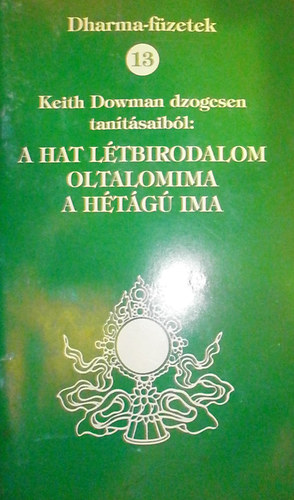 Dharma-füzetek
13
Keith Dowman dzogcsen
tanításaiból:
A HAT LÉTBIRODALOM
OLTALOMIMA
A HÉTÁGÚ IMA